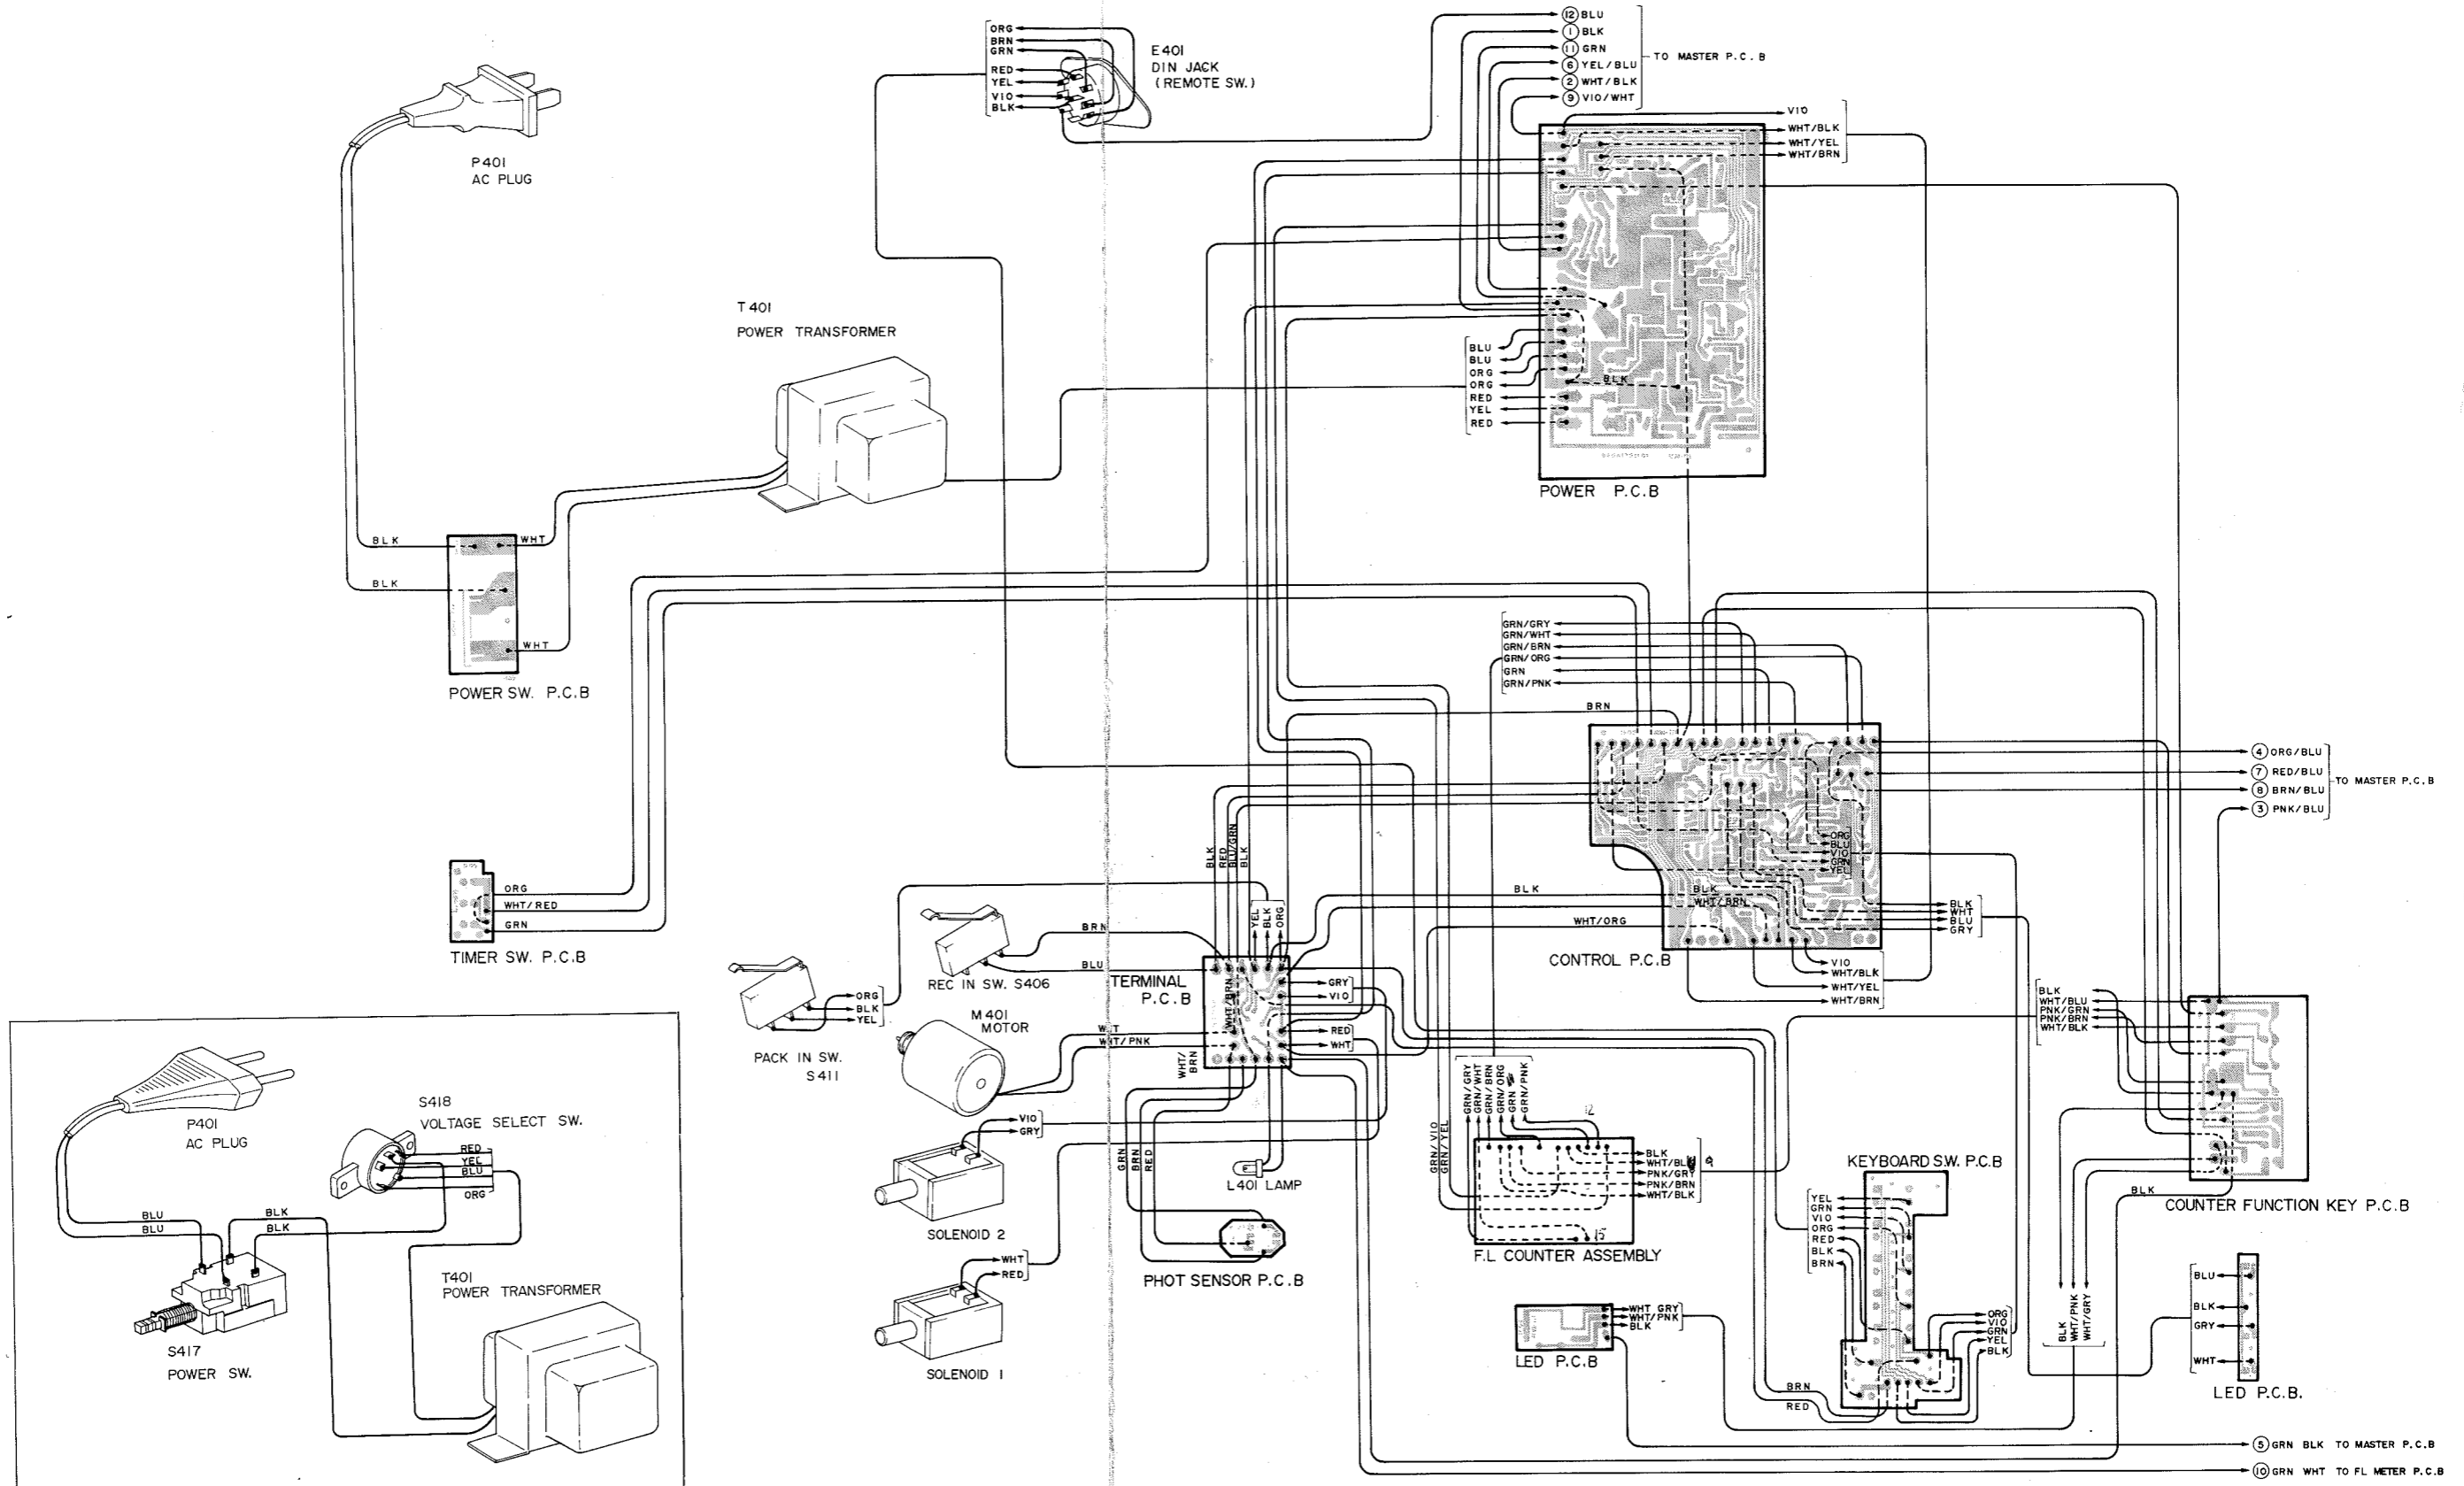 ORG
BRN
GRN
RED
YEL
VIO
BLK
E401
DIN JACK
(REMOTE SW.)
12 BLU
1 BLK
11 GRN
6 YEL/BLU
2 WHT/BLK
9 VIO/WHT
TO MASTER P.C.B
VIO
WHT/BLK
WHT/YEL
WHT/BRN
P401
AC PLUG
T401
POWER TRANSFORMER
BLU
BLU
ORG
ORG
RED
YEL
RED
BLK
POWER P.C.B
BLK
WHT
BLK
WHT
POWER SW. P.C.B
GRN/GRY
GRN/WHT
GRN/BRN
GRN/ORG
GRN
GRN/PNK
BRN
4 ORG/BLU
7 RED/BLU
8 BRN/BLU
3 PNK/BLU
TO MASTER P.C.B
ORG
BLU
VIO
GRN
YEL
BLK
RED
BLU/GRN
BLK
ORG
WHT/RED
GRN
TIMER SW. P.C.B
BLK
BLK
WHT/BRN
WHT/ORG
BLK
WHT
BLU
GRY
CONTROL P.C.B
VIO
WHT/BLK
WHT/YEL
WHT/BRN
YEL
BLK
ORG
BRN
BLU
REC IN SW. S406
TERMINAL
P.C.B
WHT/BRN
GRY
VIO
RED
WHT
ORG
BLK
YEL
PACK IN SW.
S411
M401
MOTOR
WHT/PNK
WHT/
BRN
BLK
WHT/BLU
PNK/GRN
PNK/BRN
WHT/BLK
GRN/GRY
GRN/WHT
GRN/BRN
GRN/ORG
GRN
GRN/PNK
12
GRN/VIO
GRN/YEL
BLK
WHT/BLU 9
PNK/GRY
PNK/BRN
WHT/BLK
15
F.L COUNTER ASSEMBLY
VIO
GRY
SOLENOID 2
GRN
BRN
RED
L401 LAMP
PHOT SENSOR P.C.B
WHT
RED
SOLENOID 1
KEYBOARD SW. P.C.B
YEL
GRN
VIO
ORG
RED
BLK
BRN
ORG
VIO
GRN
YEL
BLK
BRN
RED
BLK
WHT/PNK
WHT/GRY
BLK
COUNTER FUNCTION KEY P.C.B
BLU
BLK
GRY
WHT
LED P.C.B.
WHT GRY
WHT/PNK
BLK
LED P.C.B
5 GRN BLK TO MASTER P.C.B
10 GRN WHT TO FL METER P.C.B
P401
AC PLUG
S418
VOLTAGE SELECT SW.
RED
YEL
BLU
ORG
BLU
BLU
BLK
BLK
S417
POWER SW.
T401
POWER TRANSFORMER